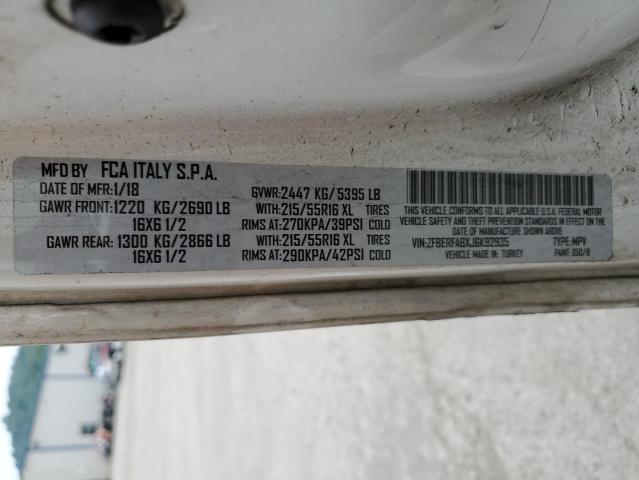 MFD BY FCA ITALY S.P.A.
DATE OF MFR:1/18 GVWR:2447 KG/5395 LB
GAWR FRONT:1220 KG/2690 LB WITH:215/55R16 XL TIRES
16X6 1/2 RIMS AT:270KPA/39PSI COLD
GAWR REAR:1300 KG/2866 LB WITH:215/55R16 XL TIRES
16X6 1/2 RIMS AT:290KPA/42PSI COLD
THIS VEHICLE CONFORMS TO ALL APPLICABLE U.S.A. FEDERAL MOTOR
VEHICLE SAFETY AND THEFT PREVENTION STANDARDS IN EFFECT ON THE
DATE OF MANUFACTURE SHOWN ABOVE
VIN:ZFBERFABXJ6K92935 TYPE: MPV
VEHICLE MADE IN: TURKEY PAINT: 850/B